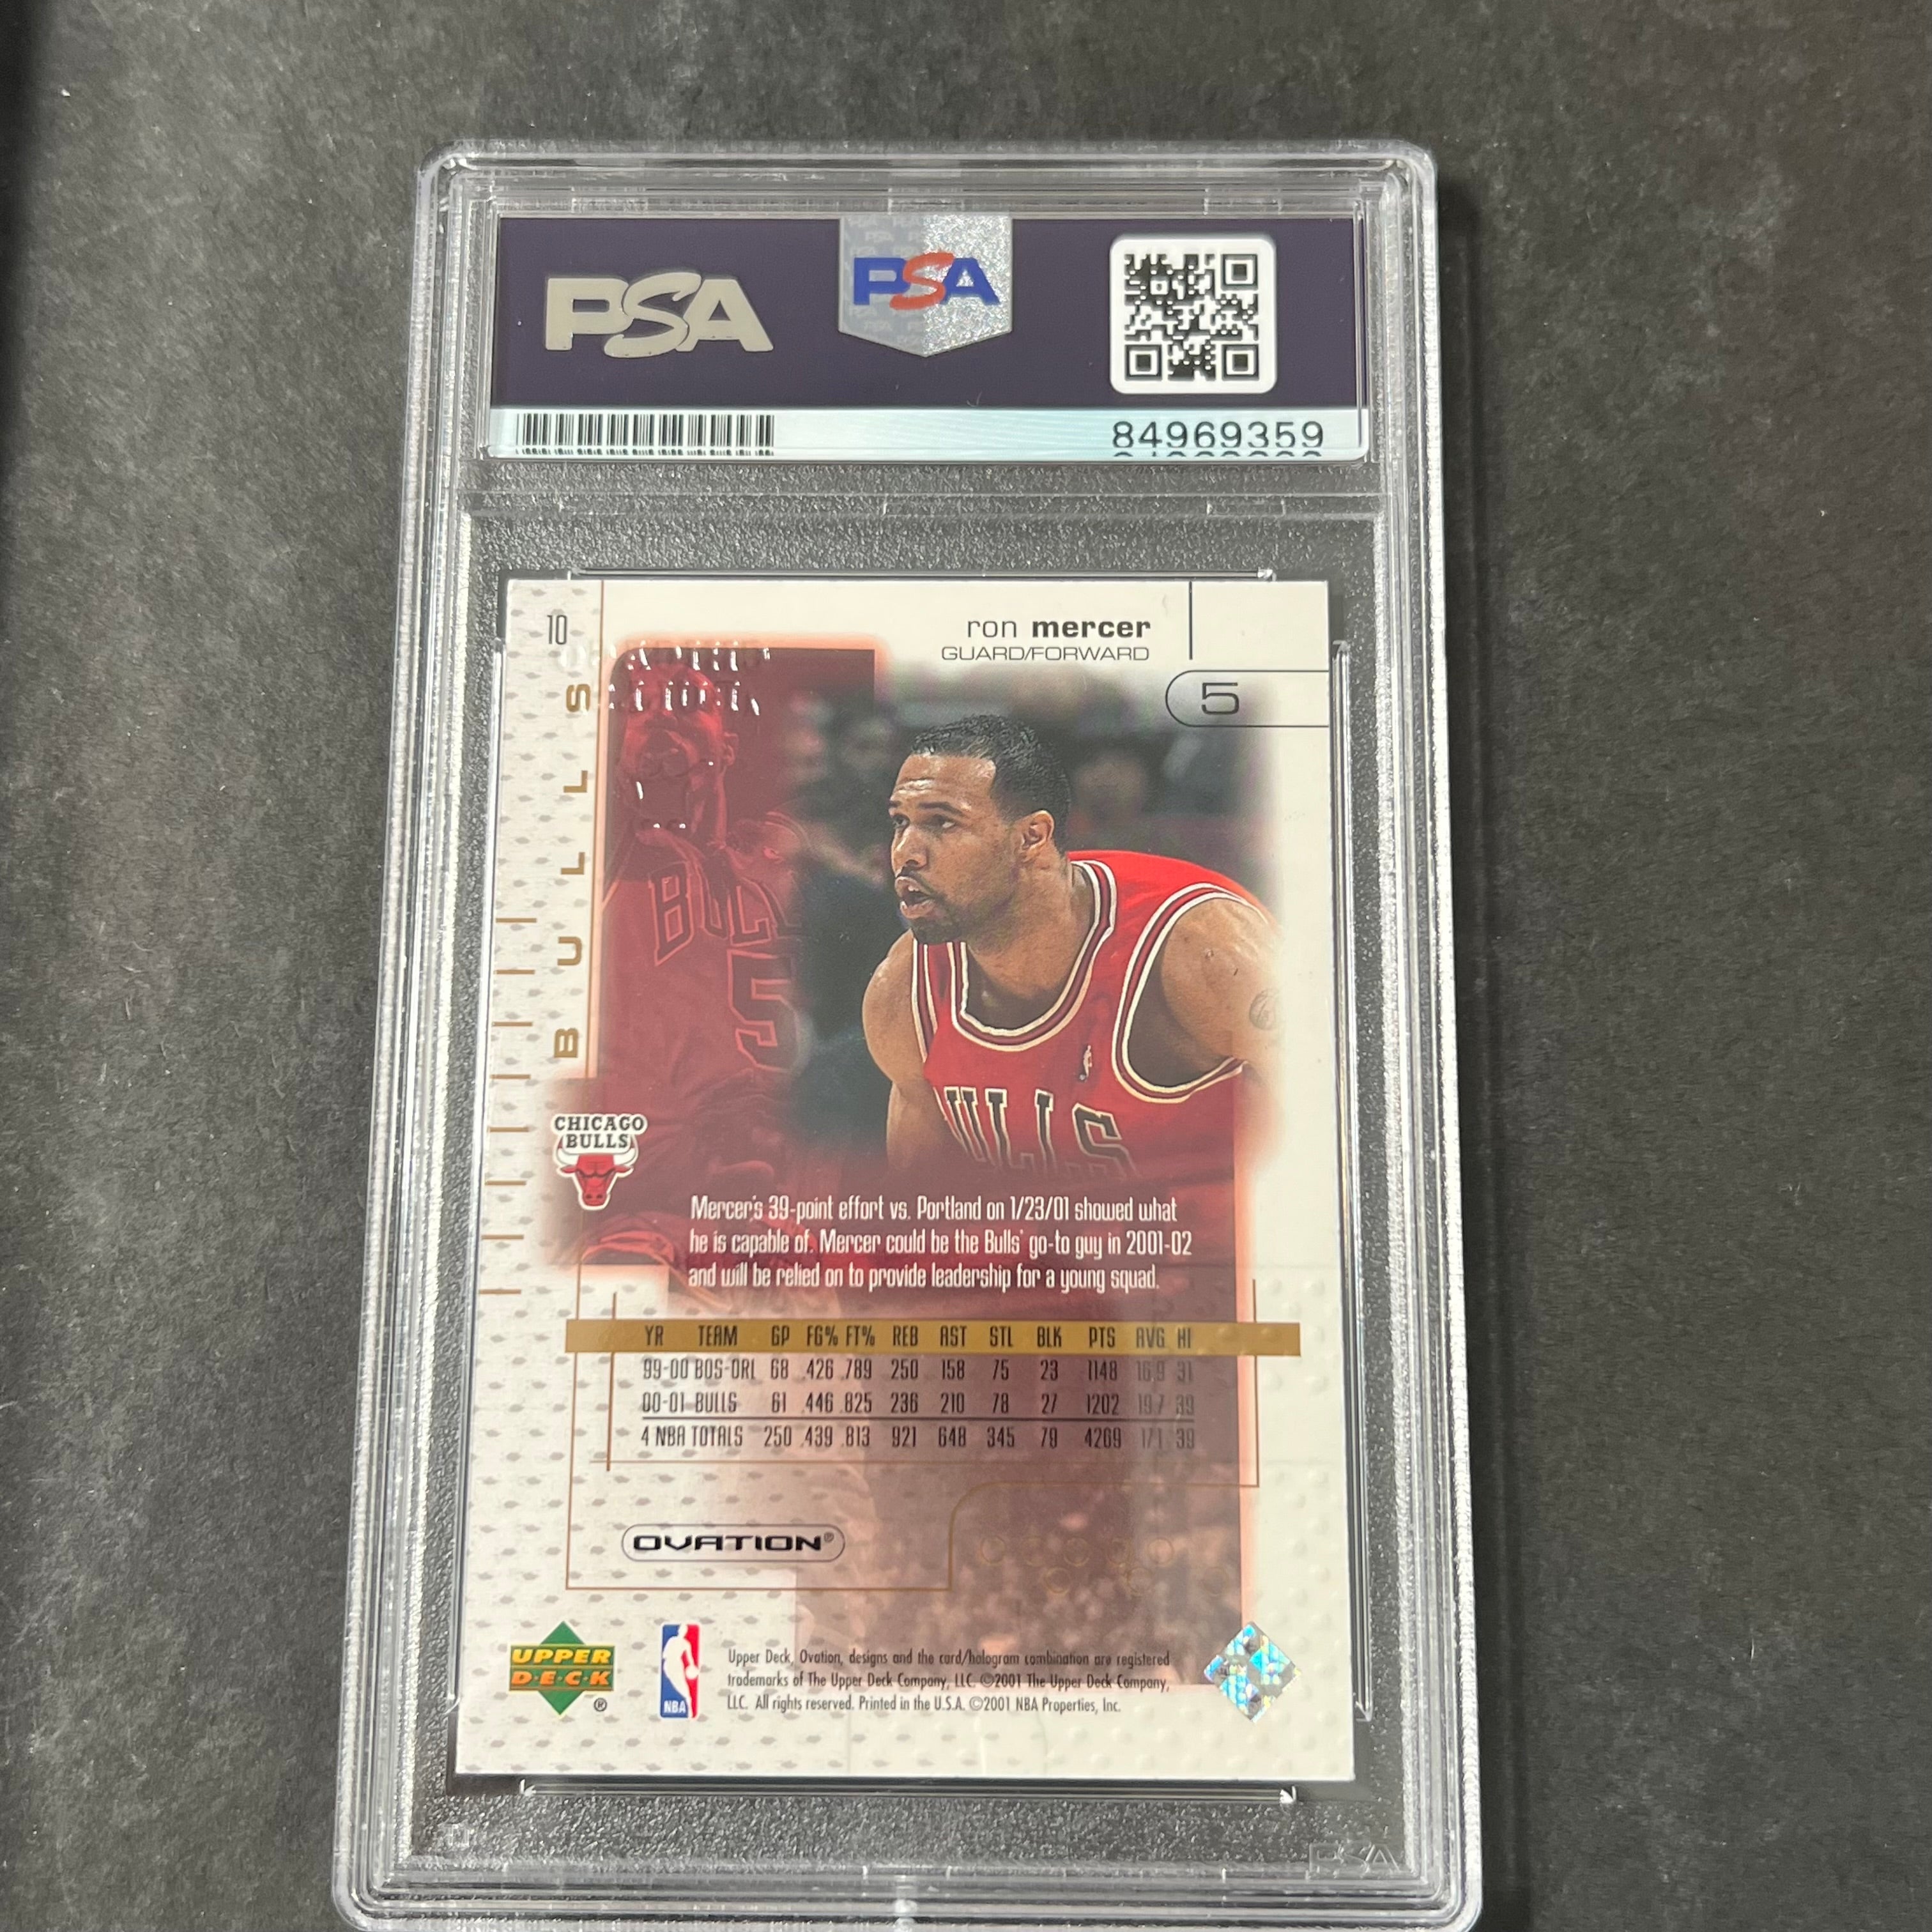 PSA
PSA
84969359
10
ron mercer
GUARD/FORWARD
5
BULLS
BULLS
5
BULLS
CHICAGO
BULLS
Mercer's 39-point effort vs. Portland on 1/23/01 showed what
he is capable of. Mercer could be the Bulls' go-to guy in 2001-02
and will be relied on to provide leadership for a young squad.
YR TEAM GP FG% FT% REB AST STL BLK PTS AVG HI
99-00 BOS-ORL 68 .426 .789 250 158 75 23 1148 16.9 31
00-01 BULLS 61 .446 .825 236 210 78 27 1202 19.7 39
4 NBA TOTALS 250 .439 .813 921 648 345 79 4269 17.1 39
OVATION®
UPPER
DECK
®
NBA
Upper Deck, Ovation, designs and the card/hologram combination are registered
trademarks of The Upper Deck Company, LLC. ©2001 The Upper Deck Company,
LLC. All rights reserved. Printed in the U.S.A. ©2001 NBA Properties, Inc.
PSA